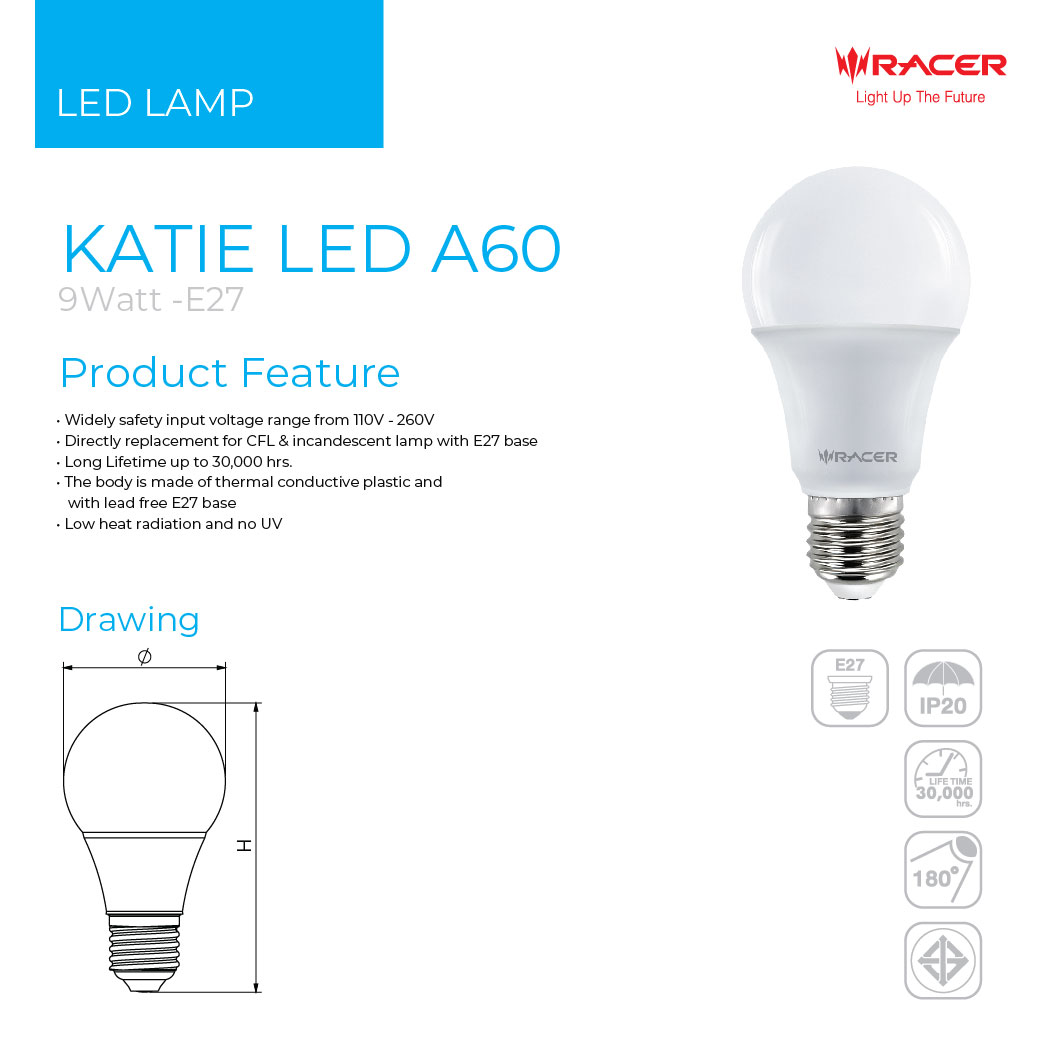 LED LAMP
RACER
Light Up The Future
KATIE LED A60
9Watt -E27
Product Feature
• Widely safety input voltage range from 110V - 260V
• Directly replacement for CFL & incandescent lamp with E27 base
• Long Lifetime up to 30,000 hrs.
• The body is made of thermal conductive plastic and
with lead free E27 base
• Low heat radiation and no UV
RACER
Drawing
Ø
H
E27
IP20
LIFE TIME
30,000
hrs.
180°